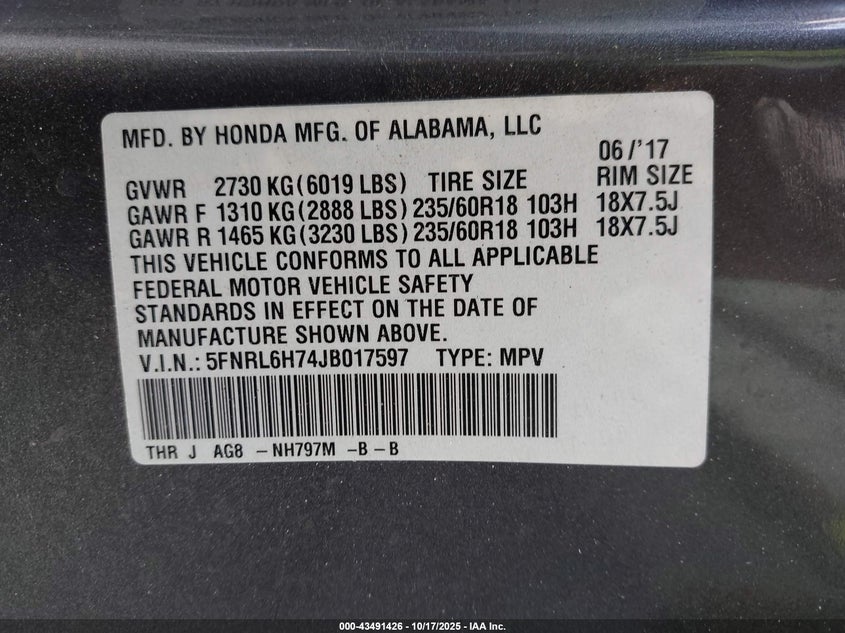 MFD. BY HONDA MFG. OF ALABAMA, LLC
06/'17
GVWR 2730 KG(6019 LBS) TIRE SIZE RIM SIZE
GAWR F 1310 KG(2888 LBS) 235/60R18 103H 18X7.5J
GAWR R 1465 KG(3230 LBS) 235/60R18 103H 18X7.5J
THIS VEHICLE CONFORMS TO ALL APPLICABLE
FEDERAL MOTOR VEHICLE SAFETY
STANDARDS IN EFFECT ON THE DATE OF
MANUFACTURE SHOWN ABOVE.
V.I.N.: 5FNRL6H74JB017597 TYPE: MPV
THR J AG8 -NH797M -B-B
000-43491426 - 10/17/2025 - IAA Inc.